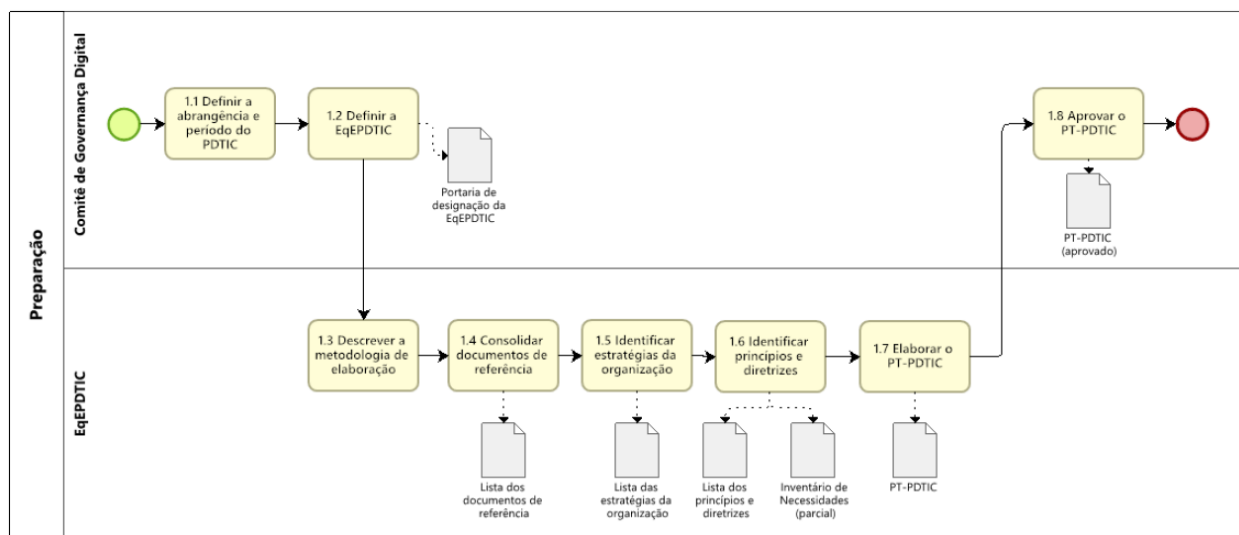 Preparação
Comitê de Governança Digital
1.1 Definir a
abrangência e
período do
PDTIC
1.2 Definir a
EqEPDTIC
Portaria de
designação da
EqEPDTIC
1.8 Aprovar o
PT-PDTIC
PT-PDTIC
(aprovado)
EqEPDTIC
1.3 Descrever a
metodologia de
elaboração
1.4 Consolidar
documentos de
referência
1.5 Identificar
estratégias da
organização
1.6 Identificar
princípios e
diretrizes
1.7 Elaborar o
PT-PDTIC
Lista dos
documentos de
referência
Lista das
estratégias da
organização
Lista dos
princípios e
diretrizes
Inventário de
Necessidades
(parcial)
PT-PDTIC